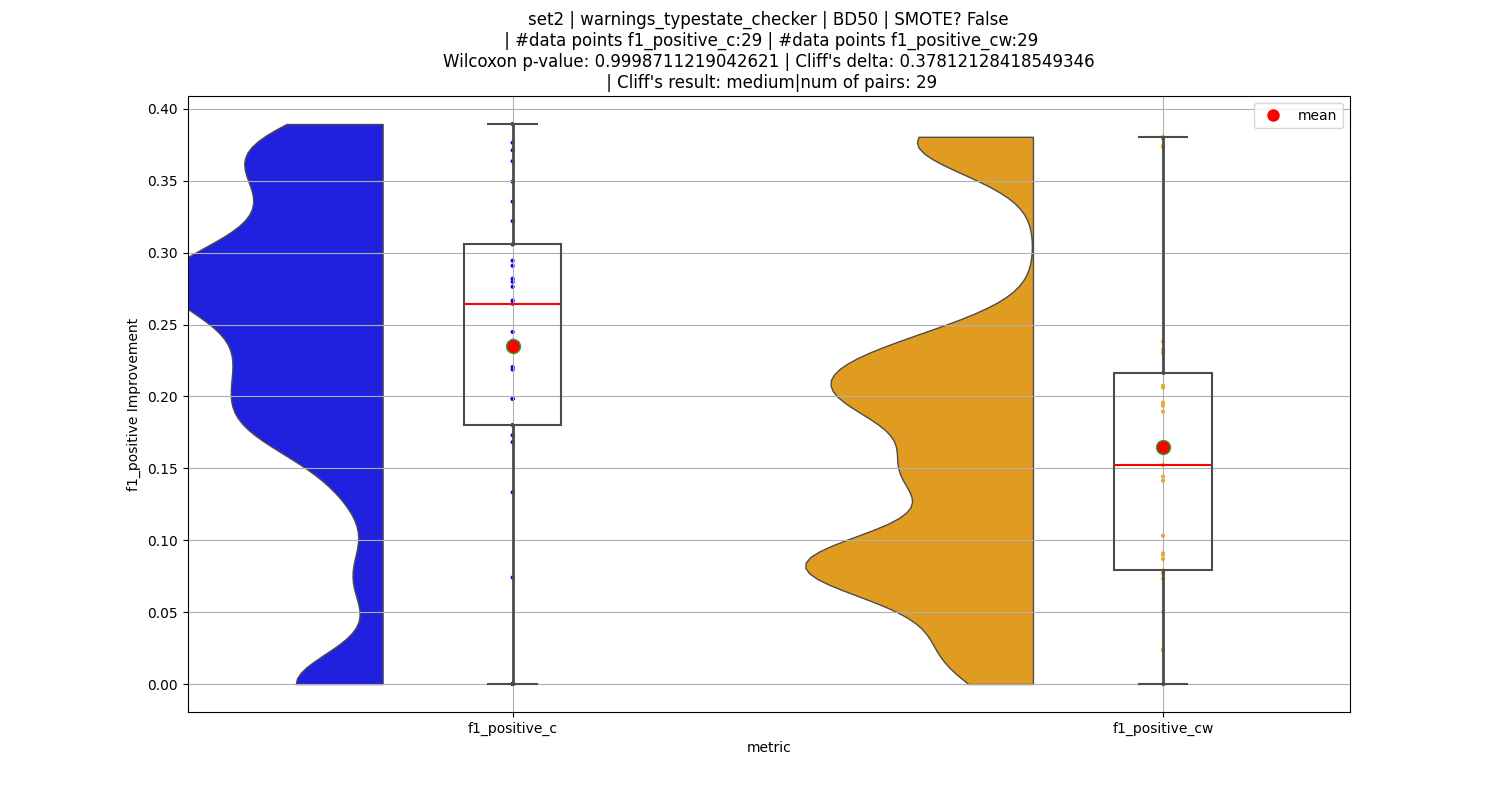 set2 | warnings_typestate_checker | BD50 | SMOTE? False
| #data points f1_positive_c:29 | #data points f1_positive_cw:29
Wilcoxon p-value: 0.9998711219042621 | Cliff's delta: 0.37812128418549346
| Cliff's result: medium|num of pairs: 29
mean
0.40
0.35
0.30
0.25
0.20
0.15
0.10
0.05
0.00
f1_positive Improvement
f1_positive_c
f1_positive_cw
metric